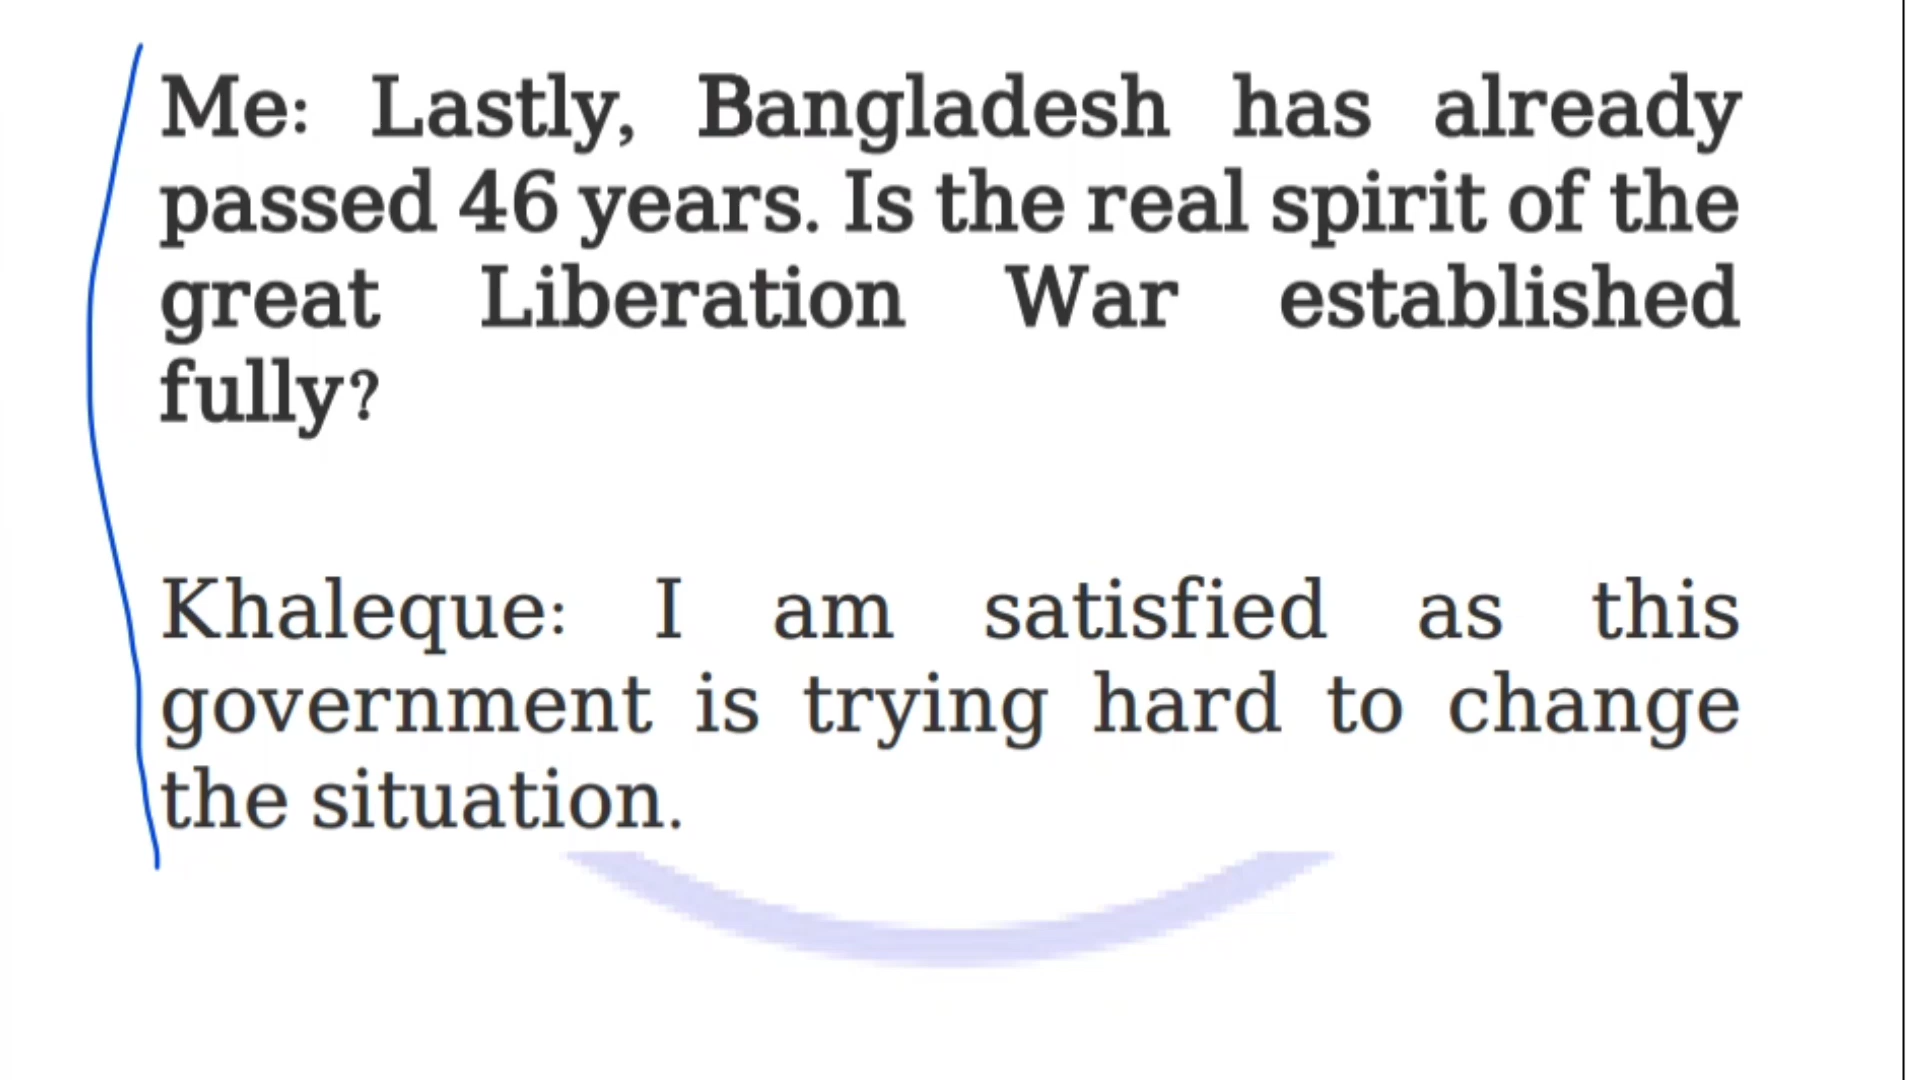 Me: Lastly, Bangladesh has already
passed 46 years. Is the real spirit of the
great Liberation War established
fully?
Khaleque: I am satisfied as this
government is trying hard to change
the situation.